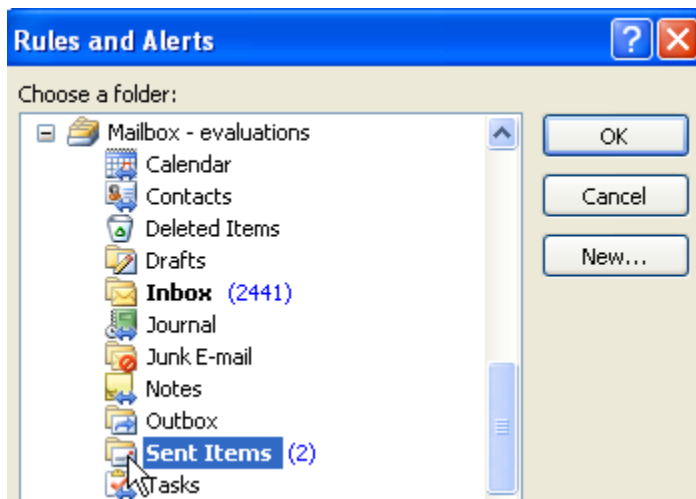 Rules and Alerts
Choose a folder:
Mailbox - evaluations
OK
Calendar
Contacts
Cancel
Deleted Items
Drafts
New...
Inbox (2441)
Journal
Junk E-mail
Notes
Outbox
Sent Items (2)
Tasks